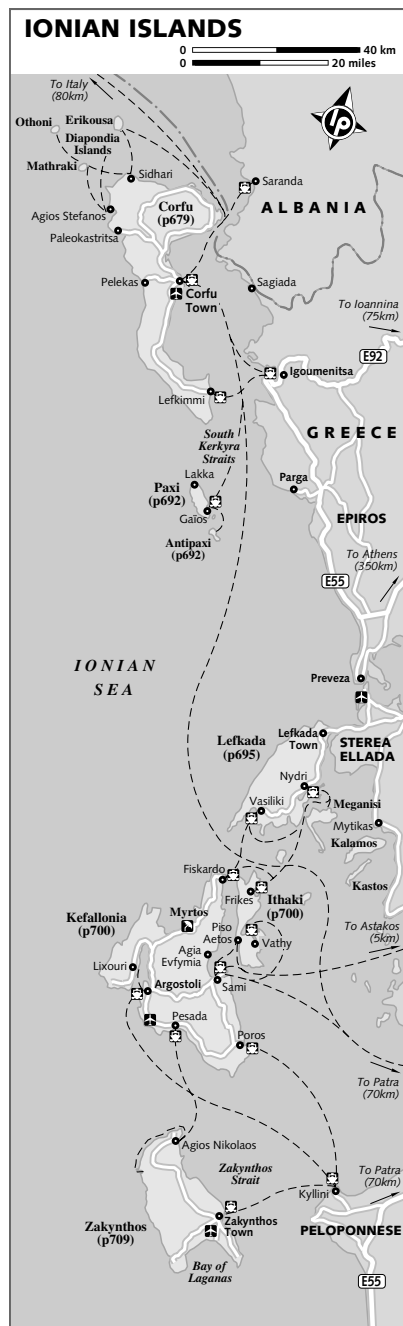 IONIAN ISLANDS
0 40 km
0 20 miles
To Italy
(80km)
Othoni
Erikousa
Diapondia
Islands
Mathraki
Sidhari
Saranda
Corfu
(p679)
ALBANIA
Agios Stefanos
Paleokastritsa
Pelekas
Corfu
Town
Sagiada
To Ioannina
(75km)
E92
Igoumenitsa
Lefkimmi
GREECE
South
Kerkyra
Straits
Lakka
Paxi
(p692)
Parga
Gaïos
Antipaxi
(p692)
EPIROS
To Athens
(350km)
E55
IONIAN
SEA
Preveza
Lefkada
(p695)
Lefkada
Town
STEREA
ELLADA
Nydri
Vasiliki
Meganisi
Mytikas
Kalamos
Fiskardo
Frikes
Kastos
Ithaki
(p700)
Kefallonia
(p700)
Myrtos
Piso
Aetos
Vathy
To Astakos
(5km)
Agia
Evfymia
Lixouri
Argostoli
Sami
Pesada
Poros
To Patra
(70km)
Agios Nikolaos
Zakynthos
Strait
To Patra
(70km)
Kyllini
Zakynthos
(p709)
Zakynthos
Town
PELOPONNESE
Bay of
Laganas
E55